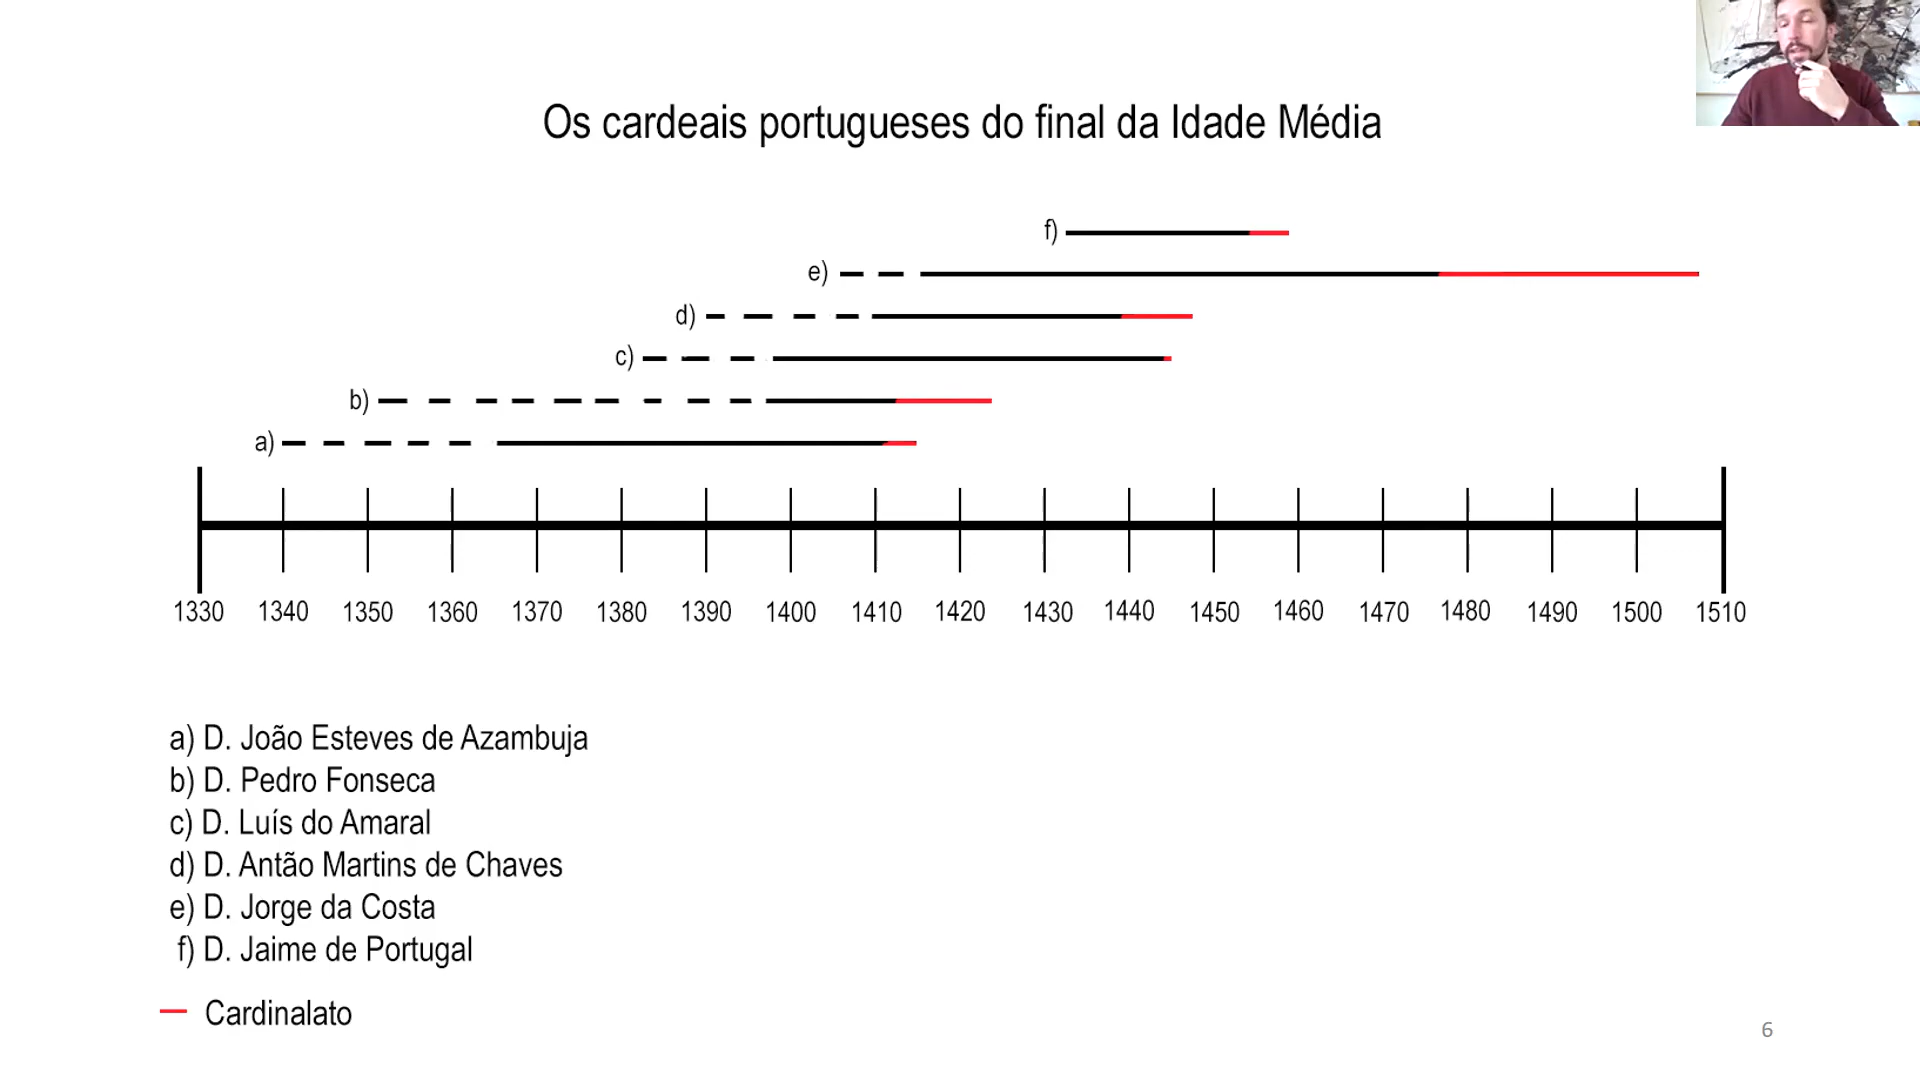 Os cardeais portugueses do final da Idade Média
f)
e)
d)
c)
b)
a)
1330 1340 1350 1360 1370 1380 1390 1400 1410 1420 1430 1440 1450 1460 1470 1480 1490 1500 1510
a) D. João Esteves de Azambuja
b) D. Pedro Fonseca
c) D. Luís do Amaral
d) D. Antão Martins de Chaves
e) D. Jorge da Costa
f) D. Jaime de Portugal
Cardinalato
6